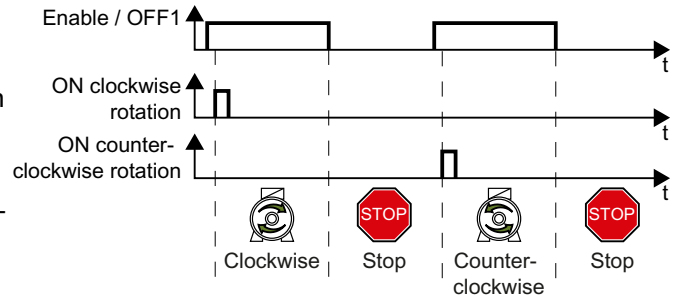 Enable / OFF1
t
n
ON clockwise
rotation
t
ON counter-
clockwise rotation
t
-
STOP
STOP
Clockwise
Stop
Counter-
clockwise
Stop